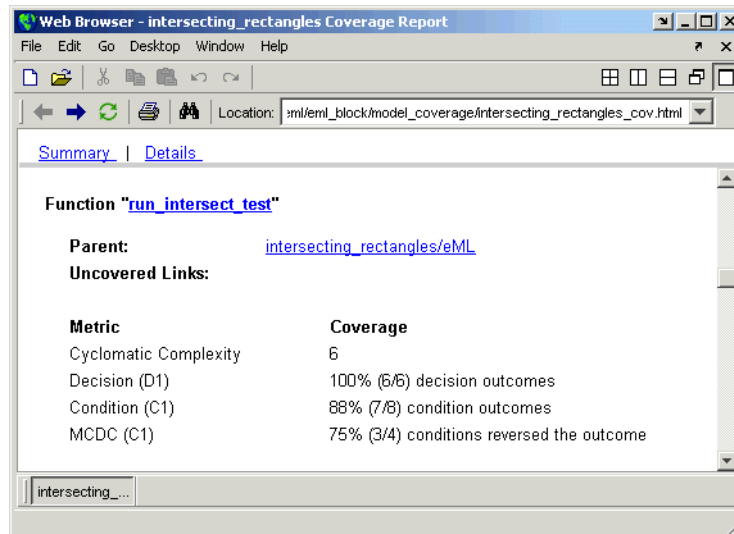 Web Browser - intersecting_rectangles Coverage Report
File Edit Go Desktop Window Help
Location: eml/eml_block/model_coverage/intersecting_rectangles_cov.html
Summary | Details
Function "run_intersect_test"
Parent: intersecting_rectangles/eML
Uncovered Links:
Metric Coverage
Cyclomatic Complexity 6
Decision (D1) 100% (6/6) decision outcomes
Condition (C1) 88% (7/8) condition outcomes
MCDC (C1) 75% (3/4) conditions reversed the outcome
intersecting_...